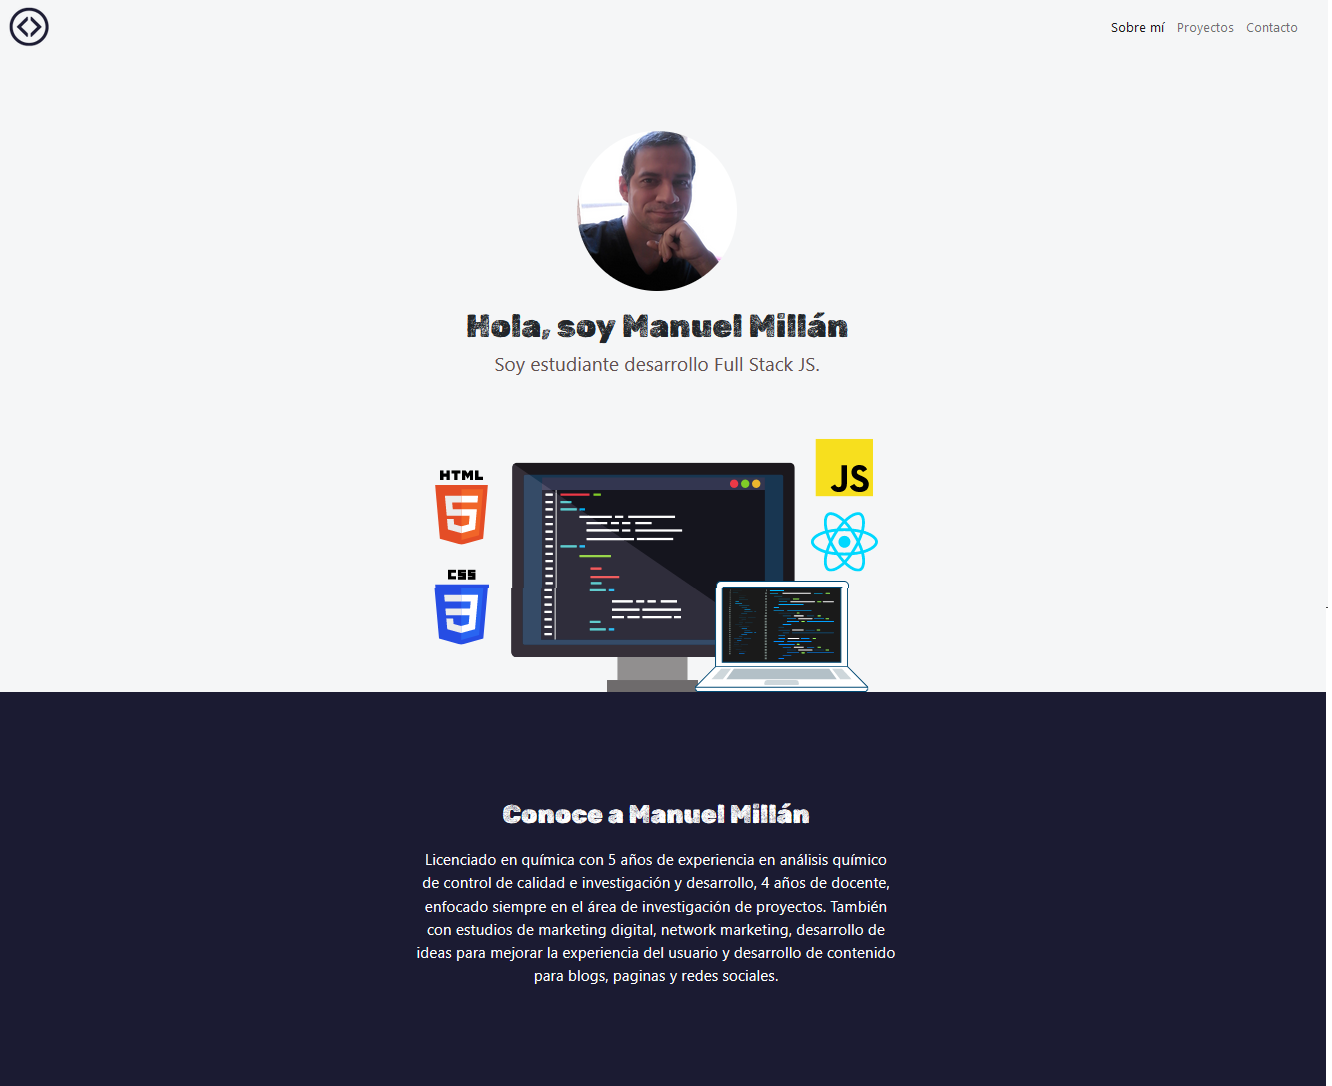 Sobre mí Proyectos Contacto
Hola, soy Manuel Millán
Soy estudiante desarrollo Full Stack JS.
HTML
5
CSS
3
JS
Conoce a Manuel Millán
Licenciado en química con 5 años de experiencia en análisis químico
de control de calidad e investigación y desarrollo, 4 años de docente,
enfocado siempre en el área de investigación de proyectos. También
con estudios de marketing digital, network marketing, desarrollo de
ideas para mejorar la experiencia del usuario y desarrollo de contenido
para blogs, paginas y redes sociales.